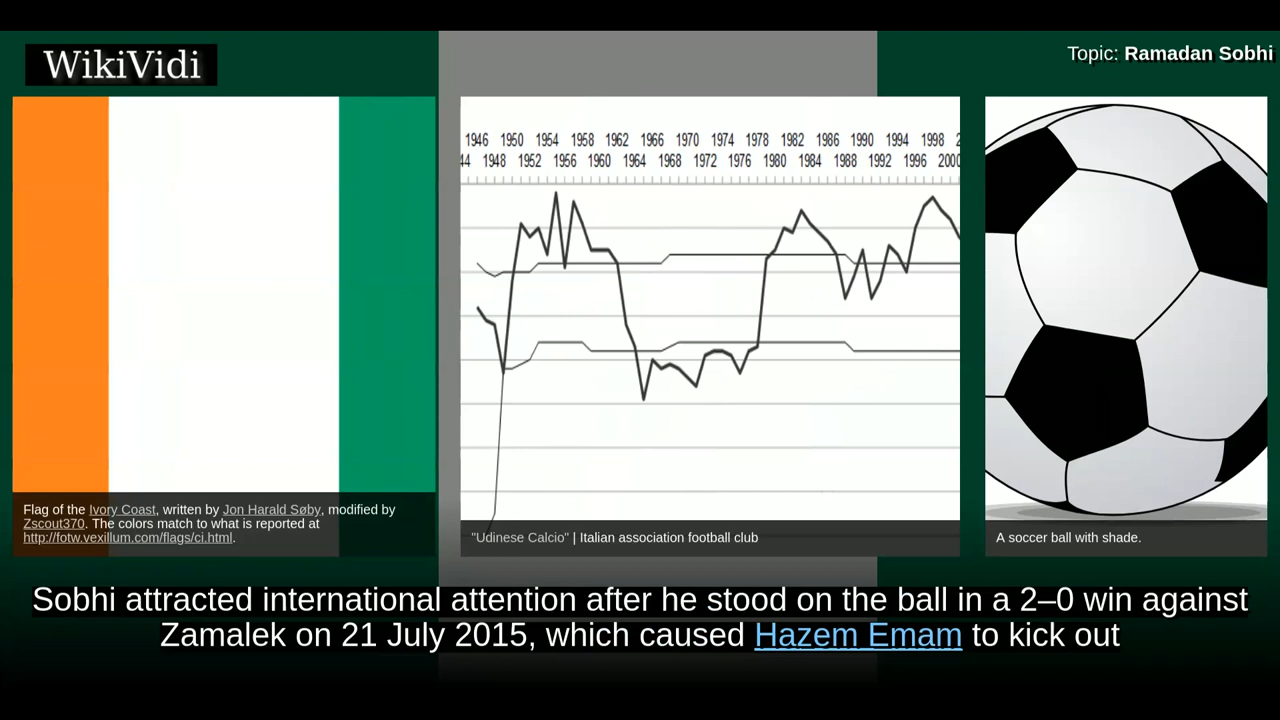 WikiVidi
Topic: Ramadan Sobhi
1946 1950 1954 1958 1962 1966 1970 1974 1978 1982 1986 1990 1994 1998 2
44 1948 1952 1956 1960 1964 1968 1972 1976 1980 1984 1988 1992 1996 2000
Flag of the Ivory Coast, written by Jon Harald Søby, modified by
Zscout370. The colors match to what is reported at
http://fotw.vexillum.com/flags/ci.html.
"Udinese Calcio" | Italian association football club
A soccer ball with shade.
Sobhi attracted international attention after he stood on the ball in a 2–0 win against
Zamalek on 21 July 2015, which caused Hazem Emam to kick out